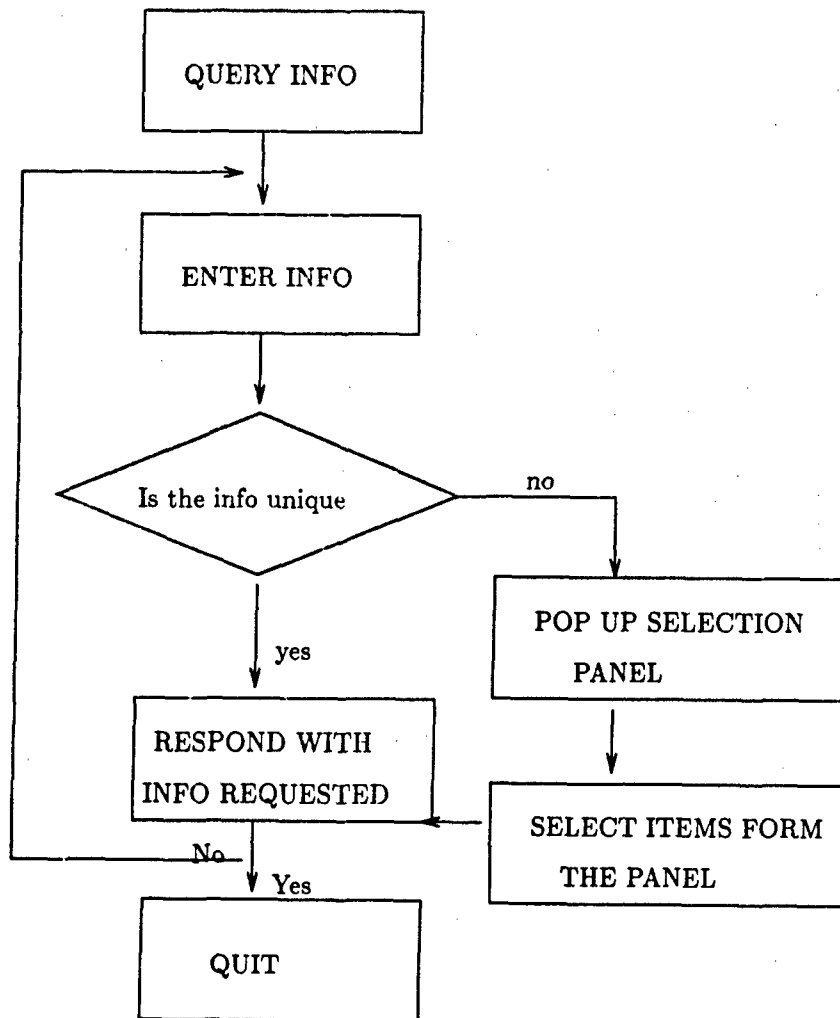 QUERY INFO
ENTER INFO
Is the info unique
no
yes
POP UP SELECTION
PANEL
RESPOND WITH
INFO REQUESTED
SELECT ITEMS FORM
THE PANEL
No
Yes
QUIT